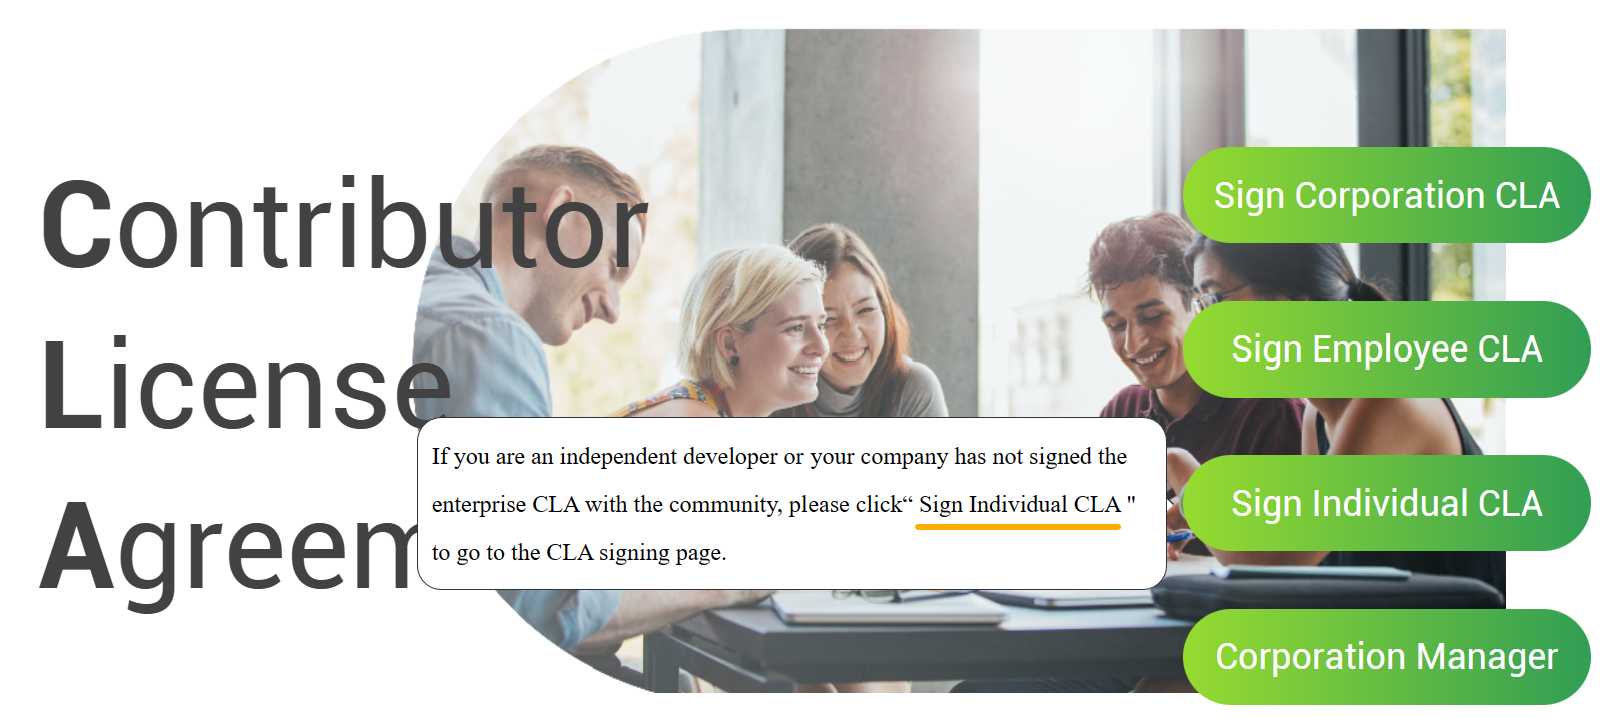 Contributor
License
Agreem
If you are an independent developer or your company has not signed the
enterprise CLA with the community, please click“ Sign Individual CLA "
to go to the CLA signing page.
Sign Corporation CLA
Sign Employee CLA
Sign Individual CLA
Corporation Manager